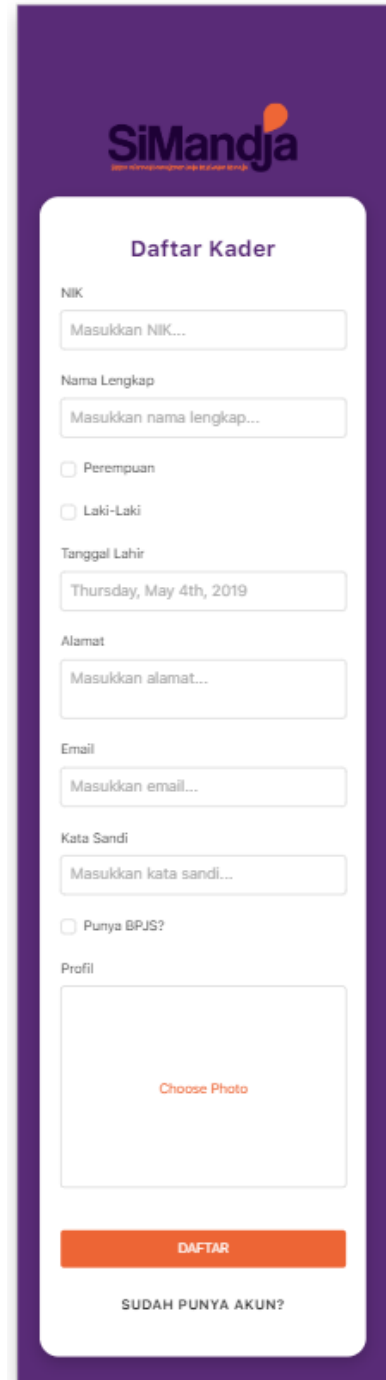 SiMandja
Daftar Kader
NIK
Masukkan NIK...
Nama Lengkap
Masukkan nama lengkap...
Perempuan
Laki-Laki
Tanggal Lahir
Thursday, May 4th, 2019
Alamat
Masukkan alamat...
Email
Masukkan email...
Kata Sandi
Masukkan kata sandi...
Punya BPJS?
Profil
Choose Photo
DAFTAR
SUDAH PUNYA AKUN?